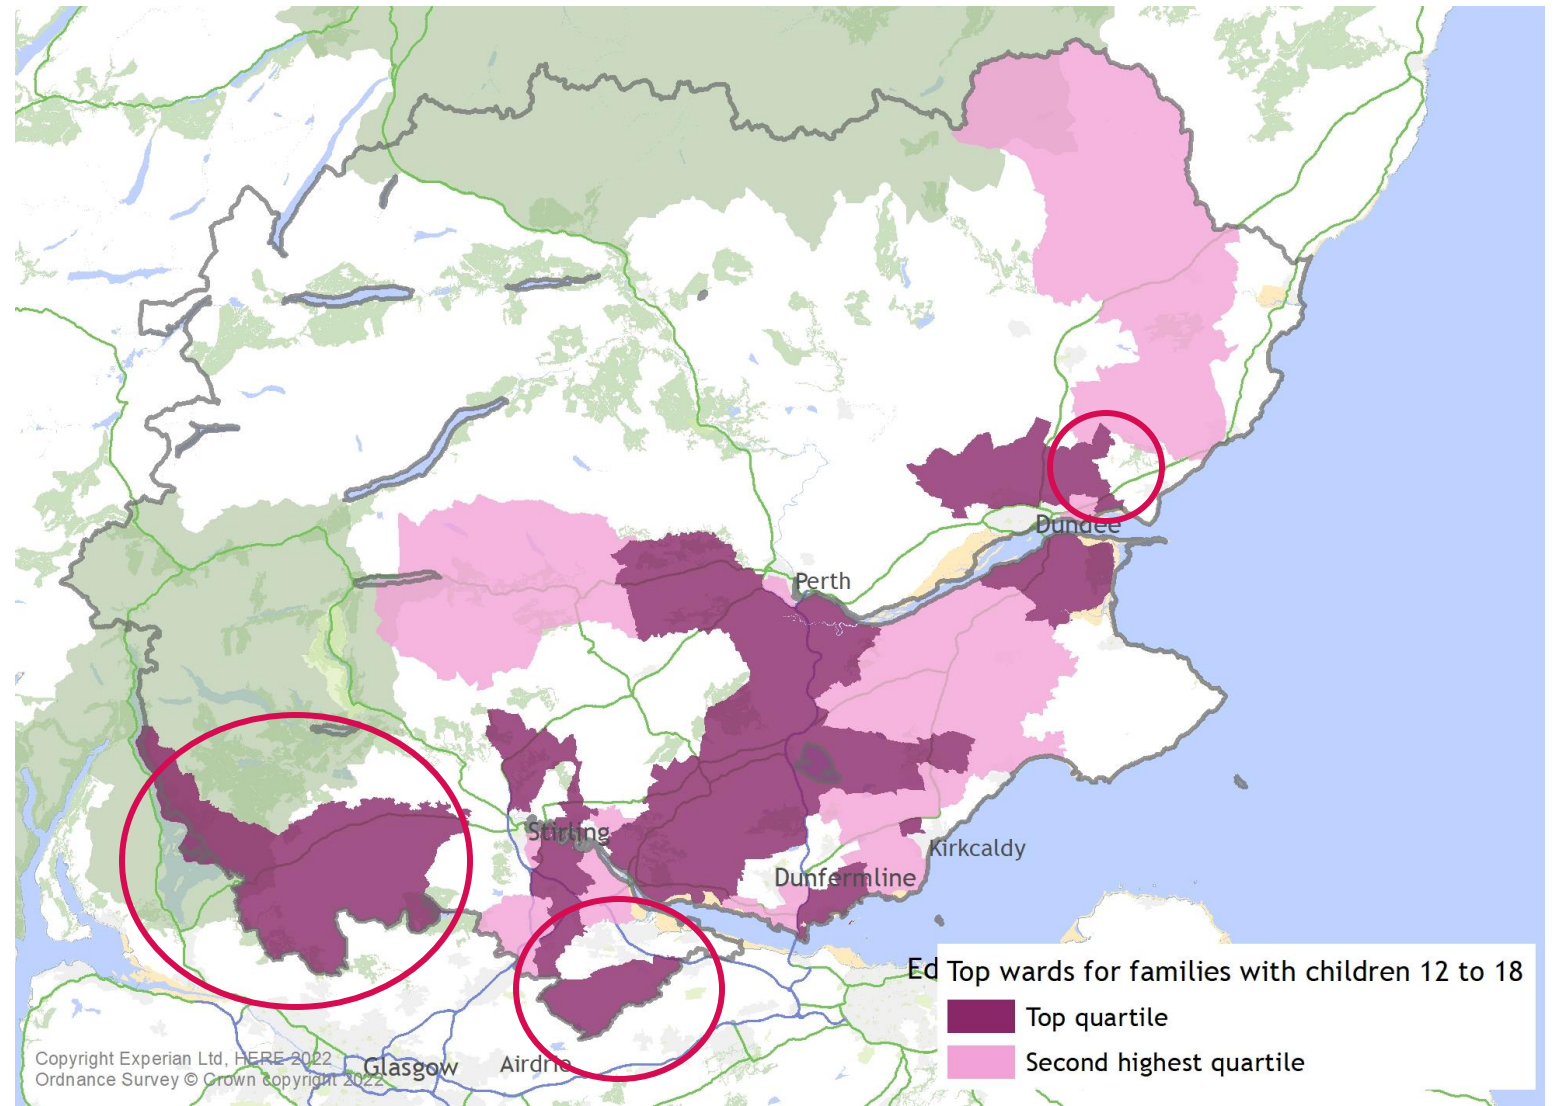 Dundee
Perth
Stirling
Kirkcaldy
Dunfermline
Ed
Top wards for families with children 12 to 18
Top quartile
Second highest quartile
Copyright Experian Ltd, HERE 2022
Ordnance Survey © Crown copyright 2022
Glasgow
Airdrie